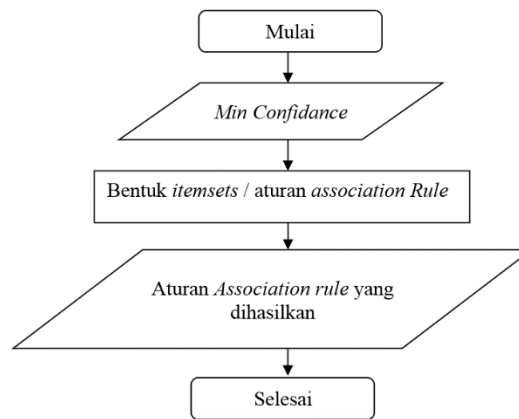 Mulai
Min Confidance
Bentuk itemsets / aturan association Rule
Aturan Association rule yang
dihasilkan
Selesai